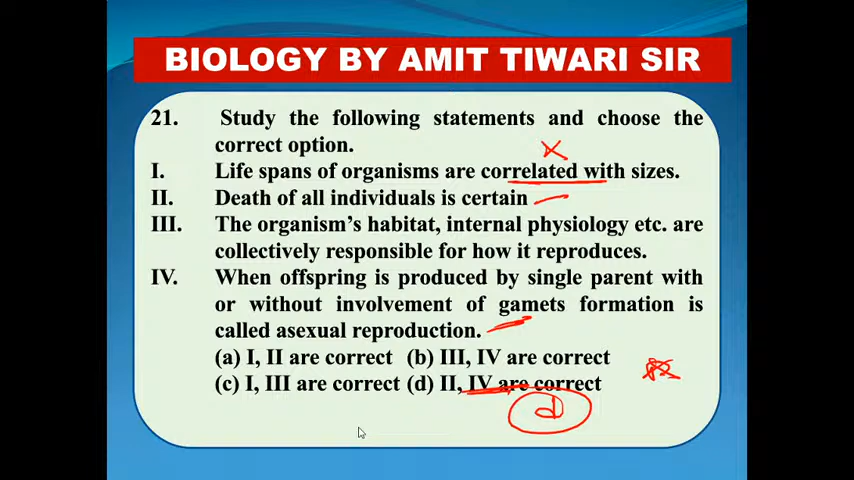 BIOLOGY BY AMIT TIWARI SIR
21. Study the following statements and choose the
correct option.
I. Life spans of organisms are correlated with sizes.
II. Death of all individuals is certain
III. The organism's habitat, internal physiology etc. are
collectively responsible for how it reproduces.
IV. When offspring is produced by single parent with
or without involvement of gamets formation is
called asexual reproduction.
(a) I, II are correct (b) III, IV are correct
(c) I, III are correct (d) II, IV are correct
d